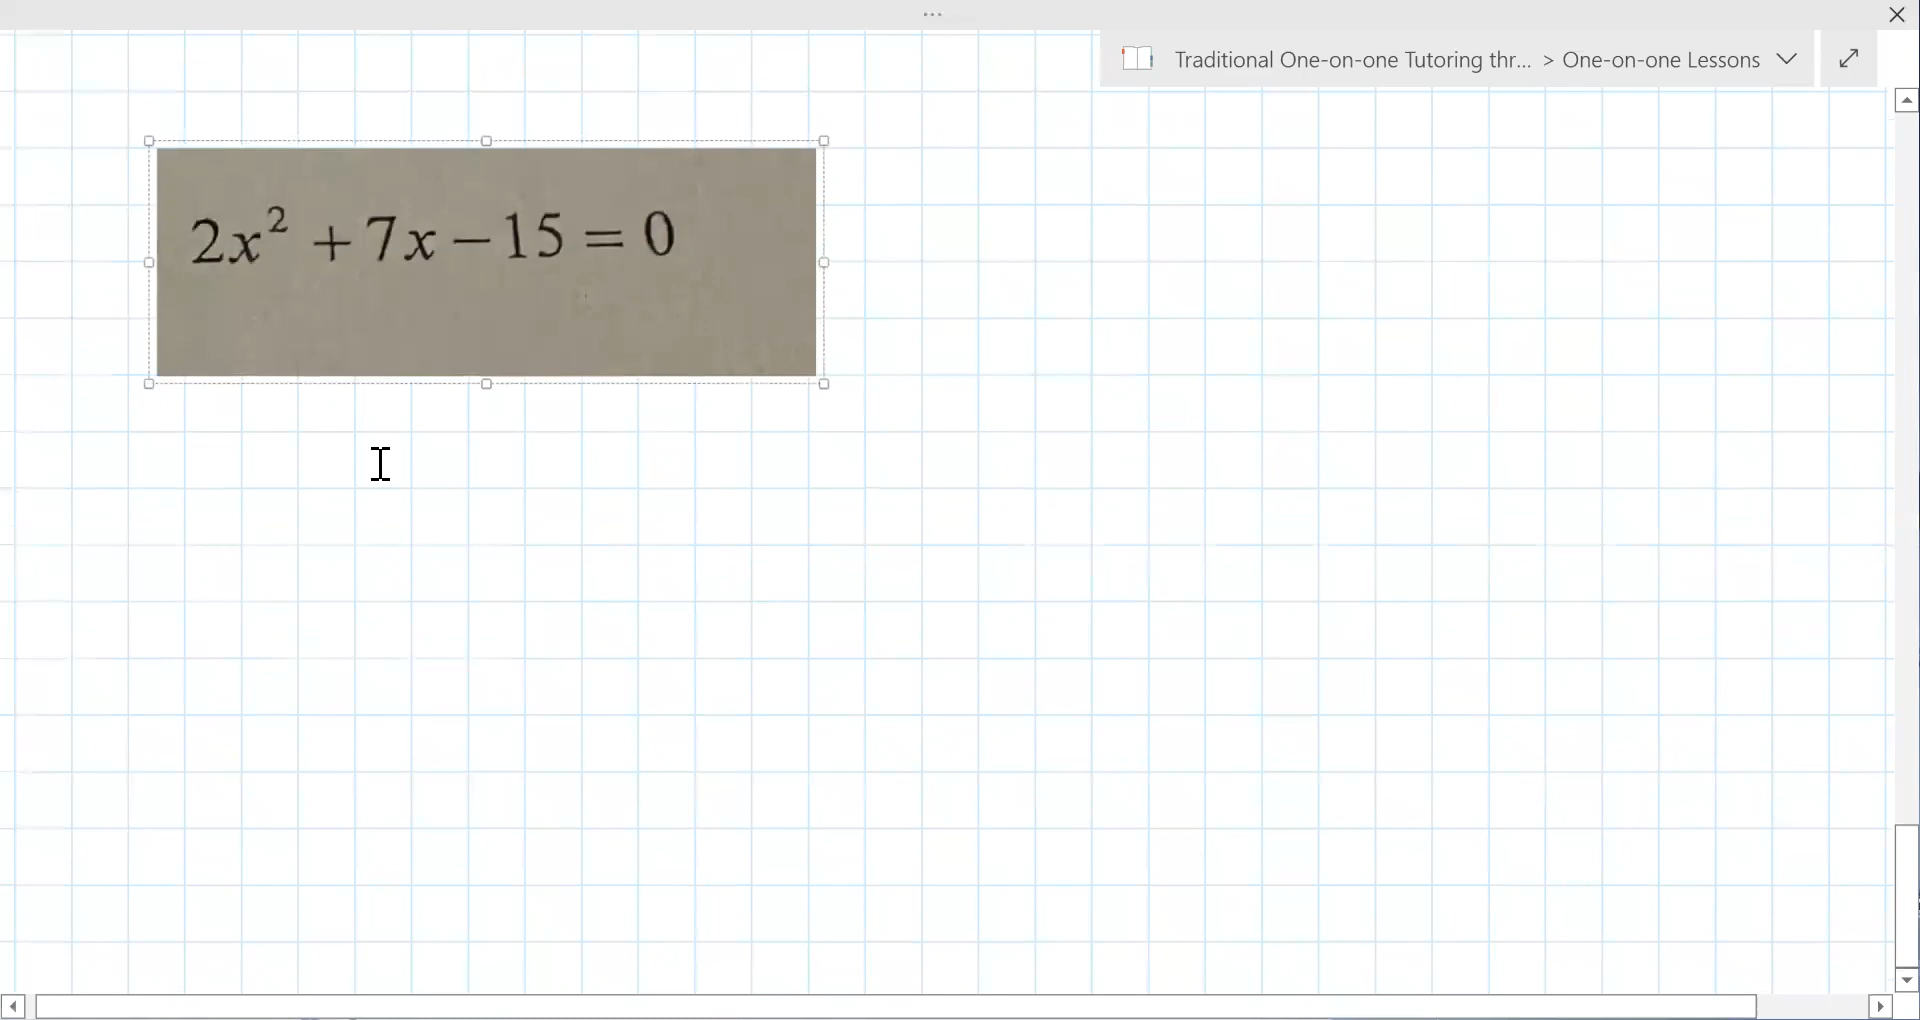 Traditional One-on-one Tutoring thr... > One-on-one Lessons
2x² + 7x – 15 = 0